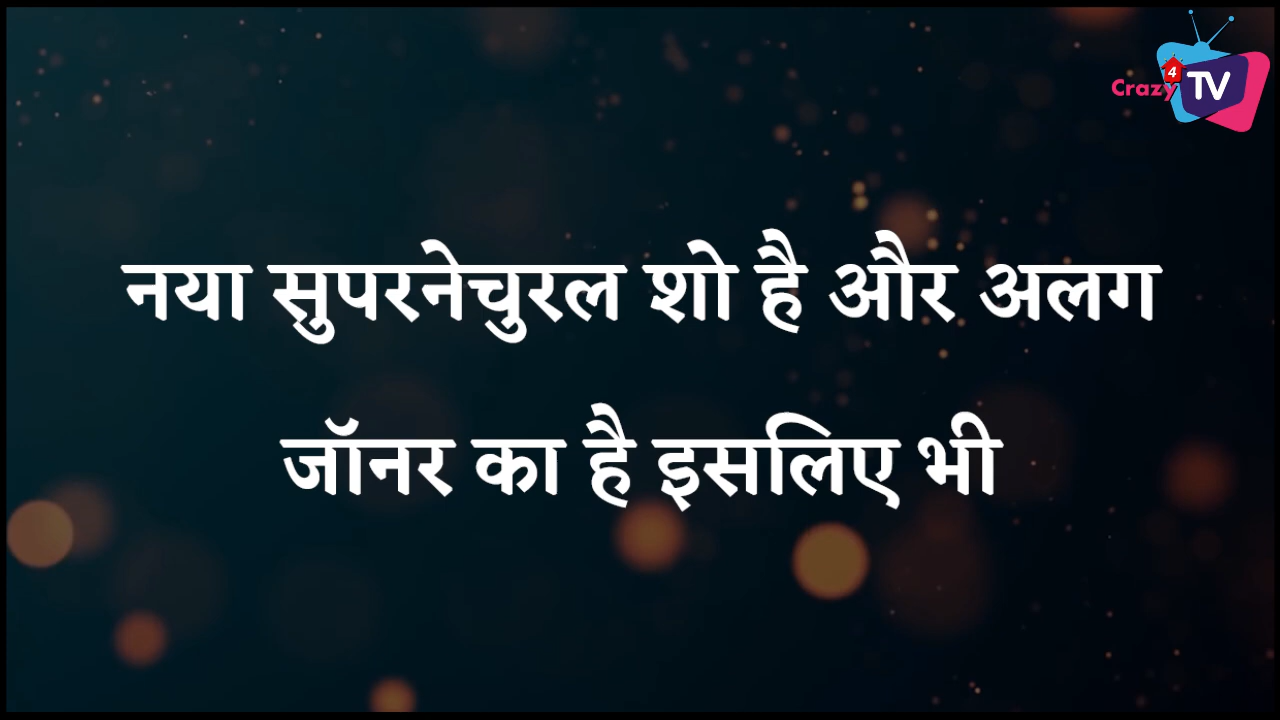 Crazy 4 TV
नया सुपरनेचुरल शो है और अलग
जॉनर का है इसलिए भी